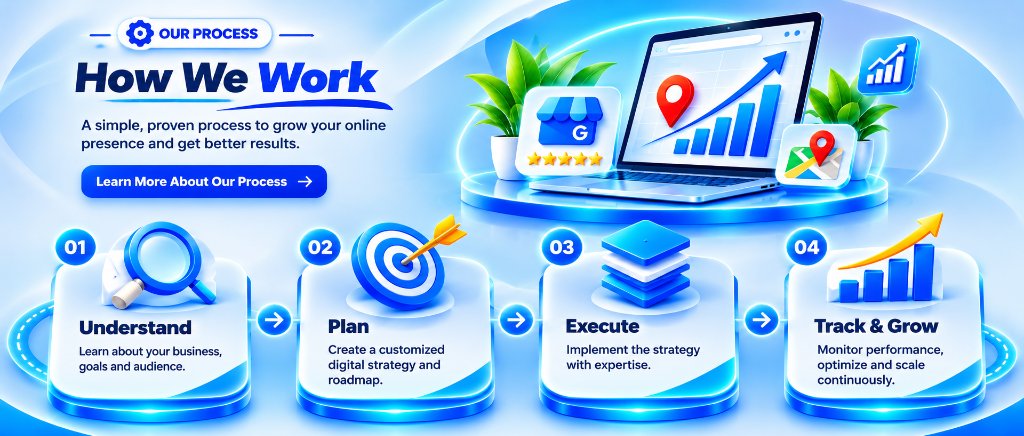 OUR PROCESS
How We Work
A simple, proven process to grow your online
presence and get better results.
Learn More About Our Process →
G
01
Understand
Learn about your business,
goals and audience.
02
Plan
Create a customized
digital strategy and
roadmap.
03
Execute
Implement the strategy
with expertise.
04
Track & Grow
Monitor performance,
optimize and scale
continuously.